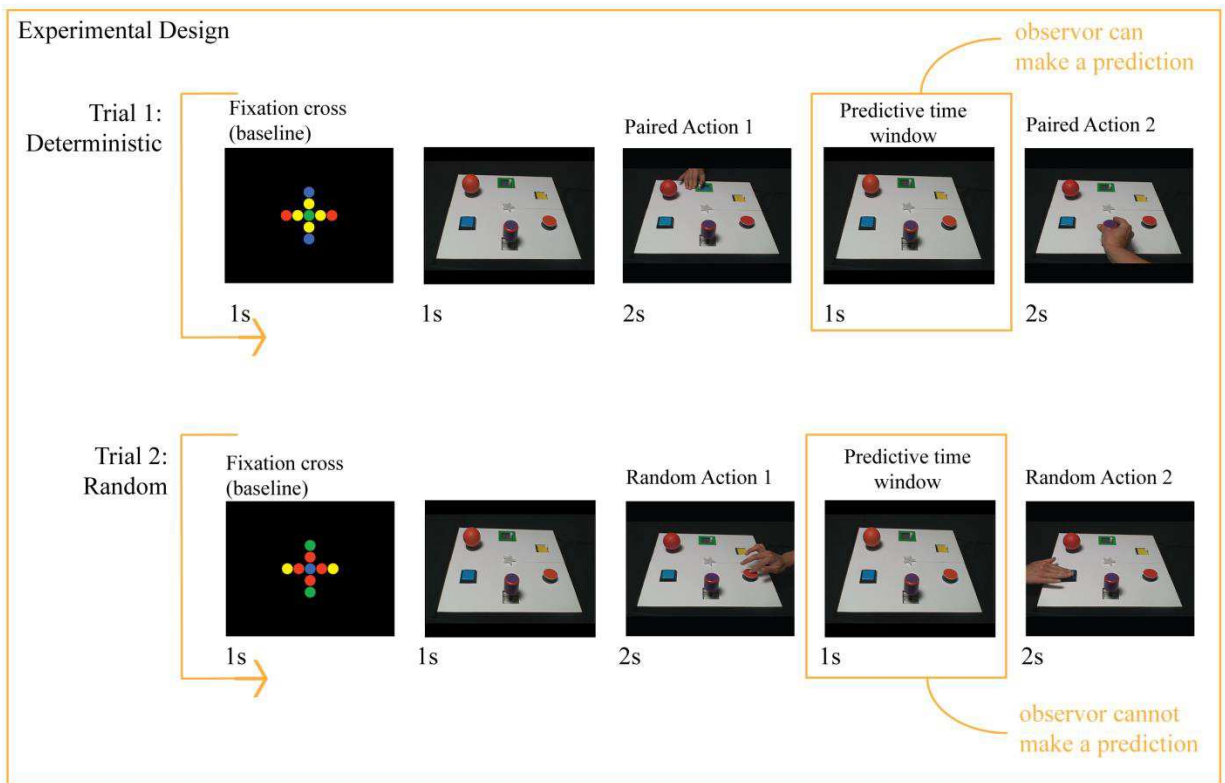 Experimental Design
observor can
make a prediction
Trial 1:
Deterministic
Fixation cross
(baseline)
Paired Action 1
Predictive time
window
Paired Action 2
1s
1s
2s
1s
2s
Trial 2:
Random
Fixation cross
(baseline)
Random Action 1
Predictive time
window
Random Action 2
1s
1s
2s
1s
2s
observor cannot
make a prediction